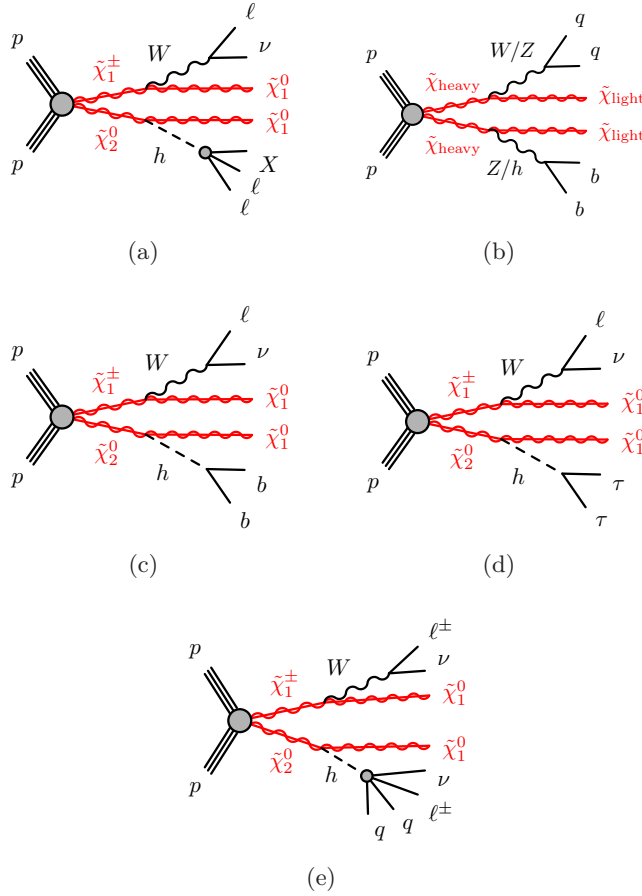 p
p
χ̃₁±
χ̃₂⁰
W
h
ℓ
ν
χ̃₁⁰
χ̃₁⁰
X
ℓ
ℓ
(a)
p
p
χ̃heavy
χ̃heavy
W/Z
Z/h
q
q
χ̃light
χ̃light
b
b
(b)
p
p
χ̃₁±
χ̃₂⁰
W
h
ℓ
ν
χ̃₁⁰
χ̃₁⁰
b
b
(c)
p
p
χ̃₁±
χ̃₂⁰
W
h
ℓ
ν
χ̃₁⁰
χ̃₁⁰
τ
τ
(d)
p
p
χ̃₁±
χ̃₂⁰
W
h
ℓ±
ν
χ̃₁⁰
χ̃₁⁰
ν
ℓ±
q
q
(e)